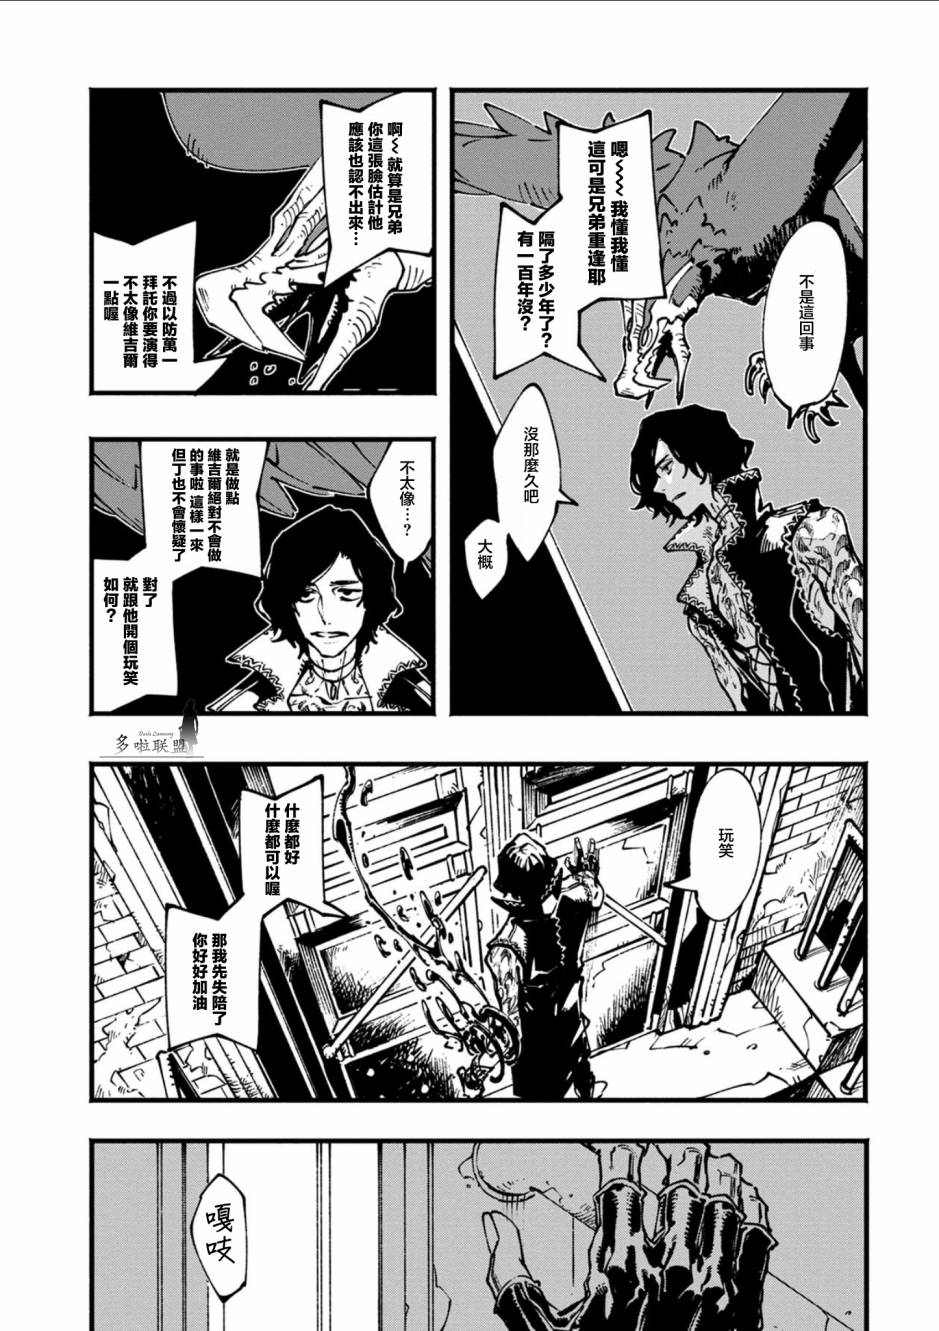 嗯～～～我懂我懂
這可是兄弟重逢耶
隔了多少年了？
有一百年沒？
不是這回事
沒那麼久吧
大概
啊～就算是兄弟
你這張臉估計他
應該也認不出來…
不過以防萬一
拜託你要演得
不太像維吉爾
一點喔
不太像…？
就是做點
維吉爾絕對不會做
的事啦 這樣一來
但丁也不會懷疑了
對了
就跟他開個玩笑
如何？
多啦联盟
玩笑
什麼都好
什麼都可以喔
那我先失陪了
你好好加油
嘎吱